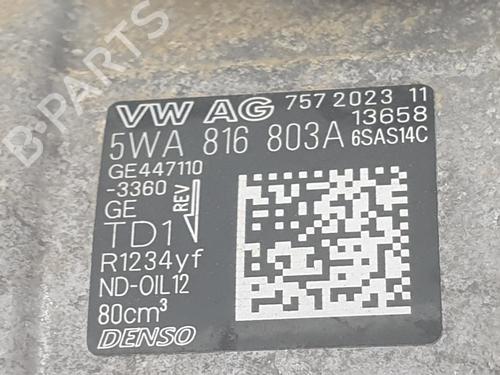 B-PARTS
VW AG 757 2023 11
13658
5WA 816 803A 6SAS14C
GE447110
-3360
GE
REV
TD1
R1234yf
ND-OIL12
80cm³
DENSO